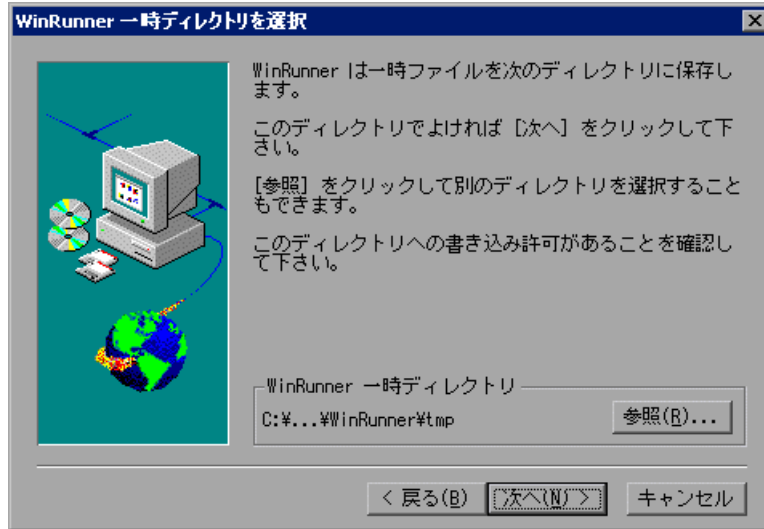 WinRunner 一時ディレクトリを選択
WinRunner は一時ファイルを次のディレクトリに保存し
ます。
このディレクトリでよければ [次へ] をクリックして下
さい。
[参照] をクリックして別のディレクトリを選択すること
もできます。
このディレクトリへの書き込み許可があることを確認し
て下さい。
WinRunner 一時ディレクトリ
C:¥...¥WinRunner¥tmp
参照(R)...
< 戻る(B)
次へ(N) >
キャンセル